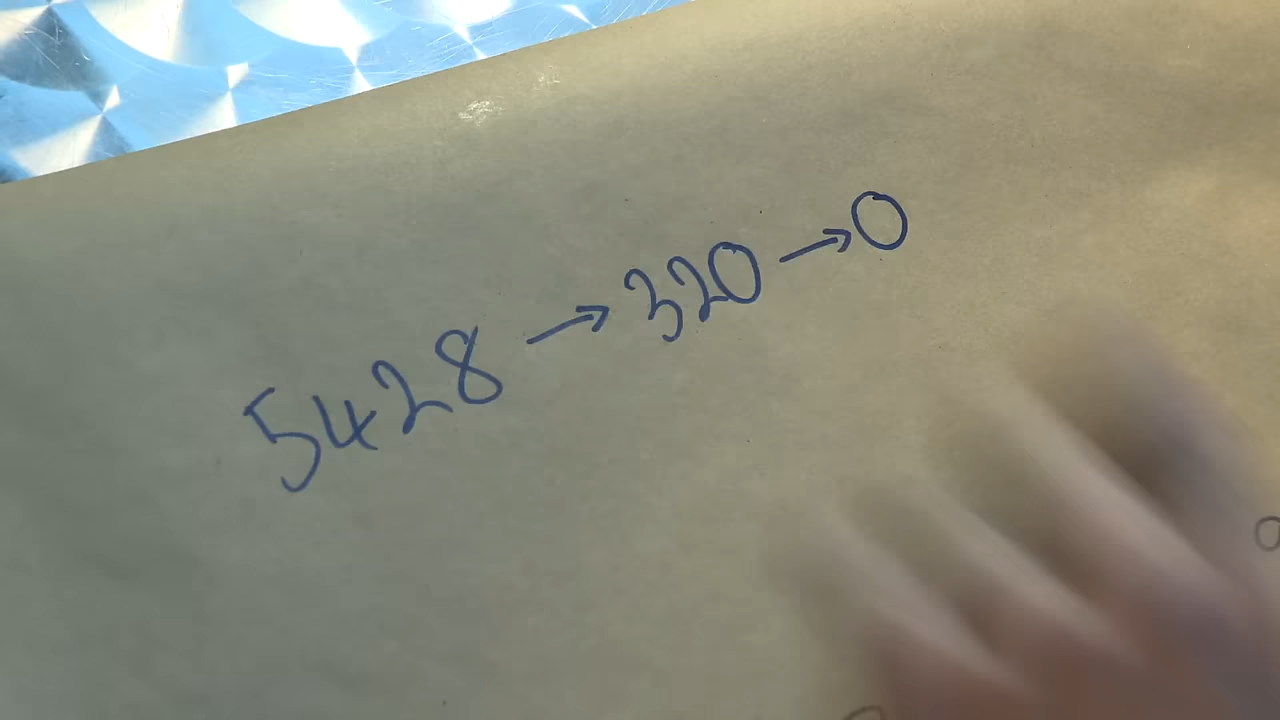 5428 → 320 → 0